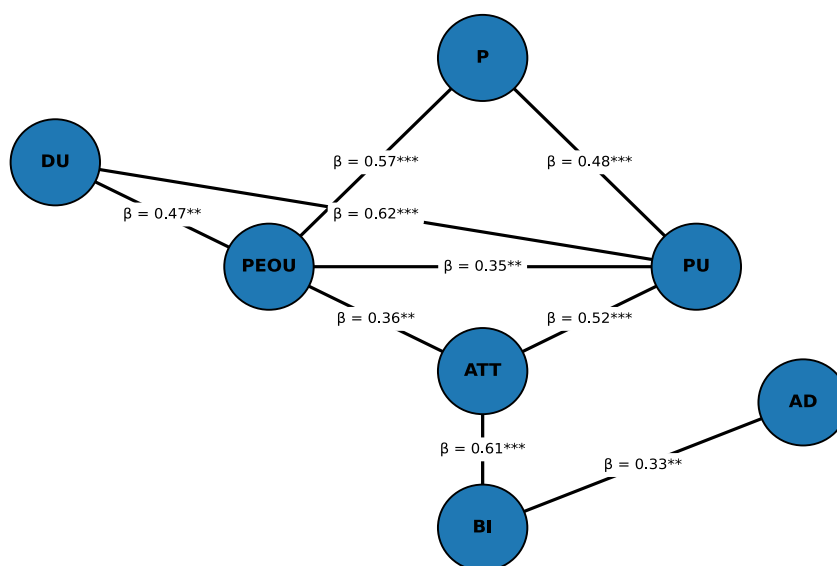 P
DU
β = 0.57***
β = 0.48***
β = 0.47**
β = 0.62***
PEOU
β = 0.35**
PU
β = 0.36**
β = 0.52***
ATT
AD
β = 0.61***
β = 0.33**
BI